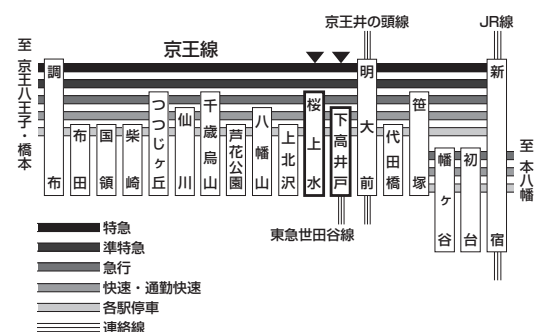 京王井の頭線
JR線
京王線
至 京王八王子・橋本
調布
布田
国領
柴崎
つつじヶ丘
仙川
千歳烏山
芦花公園
八幡山
上北沢
桜上水
下高井戸
明大前
代田橋
笹塚
幡ヶ谷
初台
新宿
至 本八幡
東急世田谷線
特急
準特急
急行
快速・通勤快速
各駅停車
連絡線